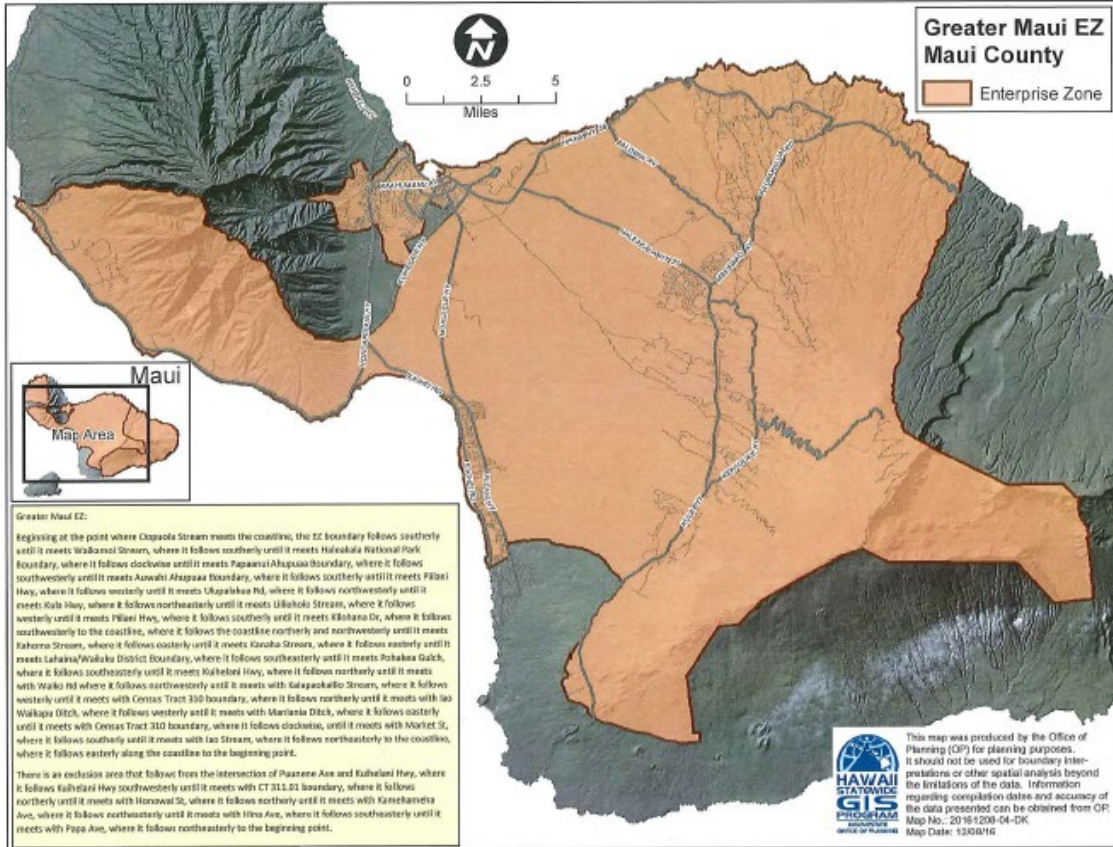 Greater Maui EZ
Maui County
Enterprise Zone
N
0 2.5 5
Miles
KAAHUMANU AV
HANA HWY
BALDWIN AV
HALEAKALA HWY
KUIHELANI HWY
MOKULELE HWY
HONOAPIILANI HWY
KULA HWY
Maui
Map Area
Greater Maui EZ:
Beginning at the point where Oopuola Stream meets the coastline, the EZ boundary follows southerly
until it meets Waikamoi Stream, where it follows southerly until it meets Haleakala National Park
Boundary, where it follows clockwise until it meets Papaanui Ahupuaa Boundary, where it follows
southwesterly until it meets Auwahi Ahupuaa Boundary, where it follows southerly until it meets Piilani
Hwy, where it follows westerly until it meets Ulupalakua Rd, where it follows northwesterly until it
meets Kula Hwy, where it follows northeasterly until it meets Liilioholo Stream, where it follows
westerly until it meets Piilani Hwy, where it follows southerly until it meets Kilohana Dr, where it follows
southwesterly to the coastline, where it follows the coastline northerly and northwesterly until it meets
Kahoma Stream, where it follows easterly until it meets Kanaha Stream, where it follows easterly until it
meets Lahaina/Wailuku District Boundary, where it follows southeasterly until it meets Pohakea Gulch,
where it follows southeasterly until it meets Kuihelani Hwy, where it follows northerly until it meets
with Waiko Rd where it follows northwesterly until it meets with Kalapaokailio Stream, where it follows
westerly until it meets with Census Tract 310 boundary, where it follows northerly until it meets with Iao
Waikapu Ditch, where it follows westerly until it meets with Maniania Ditch, where it follows easterly
until it meets with Census Tract 310 boundary, where it follows clockwise, until it meets with Market St,
where it follows southerly until it meets with Iao Stream, where it follows northeasterly to the coastline,
where it follows easterly along the coastline to the beginning point.
There is an exclusion area that follows from the intersection of Puunene Ave and Kuihelani Hwy, where
it follows Kuihelani Hwy southwesterly until it meets with CT 311.01 boundary, where it follows
northerly until it meets with Honowai St, where it follows northerly until it meets with Kamehameha
Ave, where it follows northeasterly until it meets with Hina Ave, where it follows southeasterly until it
meets with Papa Ave, where it follows northeasterly to the beginning point.
HAWAII
STATEWIDE
GIS
PROGRAM
OFFICE OF PLANNING
This map was produced by the Office of
Planning (OP) for planning purposes.
It should not be used for boundary inter-
pretations or other spatial analysis beyond
the limitations of the data. Information
regarding compilation dates and accuracy of
the data presented can be obtained from OP.
Map No.: 20161208-04-DK
Map Date: 12/08/16